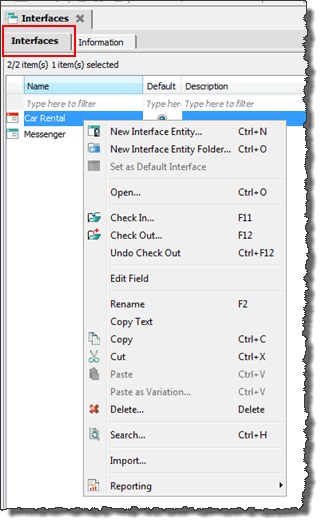 Interfaces
Interfaces Information
2/2 item(s) 1 item(s) selected
Name Default Description
Type here to filter Type her Type here to filter
Car Rental
Messenger
New Interface Entity... Ctrl+N
New Interface Entity Folder... Ctrl+O
Set as Default Interface
Open... Ctrl+O
Check In... F11
Check Out... F12
Undo Check Out Ctrl+F12
Edit Field
Rename F2
Copy Text
Copy Ctrl+C
Cut Ctrl+X
Paste Ctrl+V
Paste as Variation... Ctrl+V
Delete... Delete
Search... Ctrl+H
Import...
Reporting